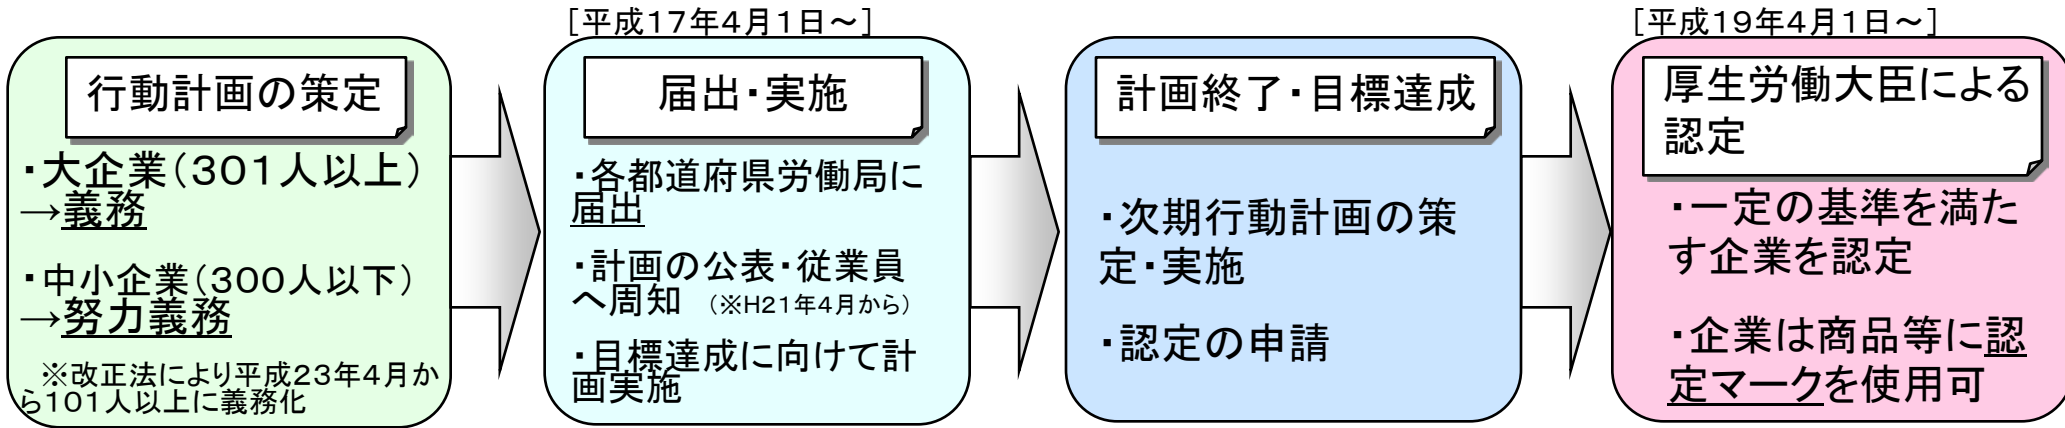 [平成17年4月1日～]
[平成19年4月1日～]
行動計画の策定
・大企業（301人以上）
→義務
・中小企業（300人以下）
→努力義務
※改正法により平成23年4月か
ら101人以上に義務化
届出・実施
・各都道府県労働局に
届出
・計画の公表・従業員
へ周知 （※H21年4月から）
・目標達成に向けて計
画実施
計画終了・目標達成
・次期行動計画の策
定・実施
・認定の申請
厚生労働大臣による
認定
・一定の基準を満た
す企業を認定
・企業は商品等に認
定マークを使用可